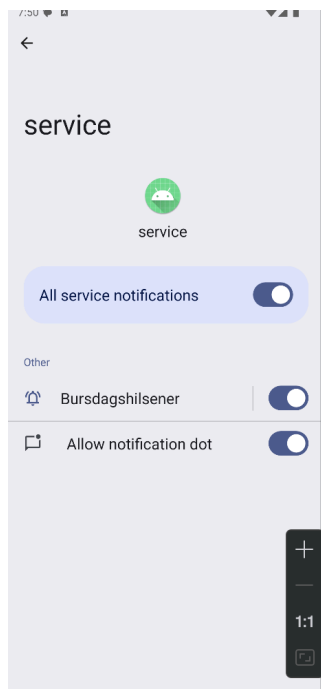 7:50
service
service
All service notifications
Other
Bursdagshilsener
Allow notification dot
1:1